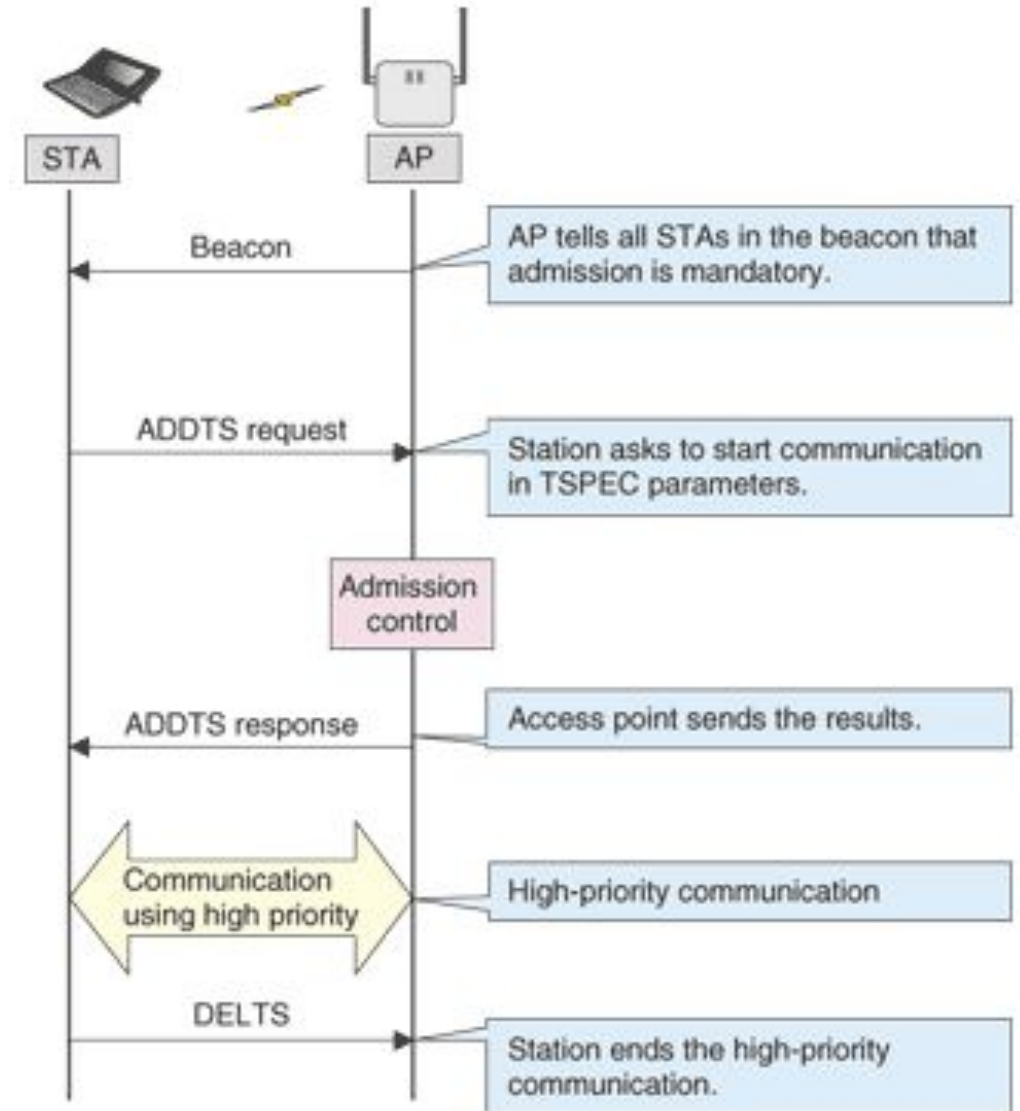 STA
AP
Beacon
AP tells all STAs in the beacon that
admission is mandatory.
ADDTS request
Station asks to start communication
in TSPEC parameters.
Admission
control
ADDTS response
Access point sends the results.
Communication
using high priority
High-priority communication
DELTS
Station ends the high-priority
communication.